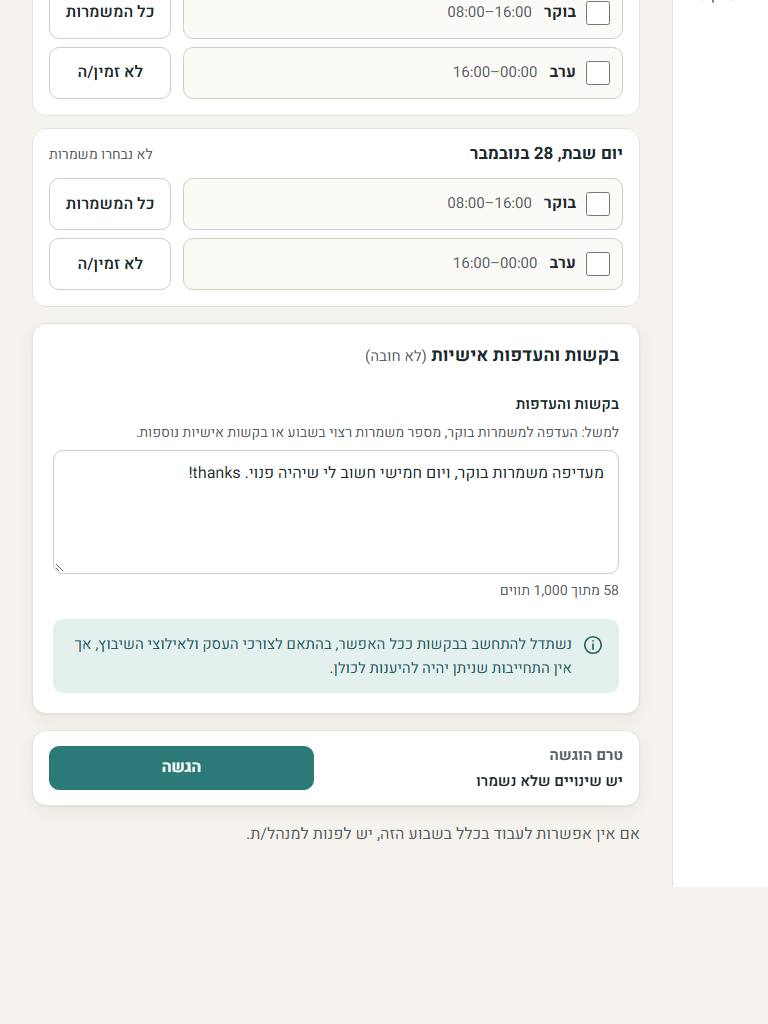 בוקר 08:00–16:00 כל המשמרות
ערב 16:00–00:00 לא זמין/ה
יום שבת, 28 בנובמבר לא נבחרו משמרות
בוקר 08:00–16:00 כל המשמרות
ערב 16:00–00:00 לא זמין/ה
בקשות והעדפות אישיות (לא חובה)
בקשות והעדפות
למשל: העדפה למשמרות בוקר, מספר משמרות רצוי בשבוע או בקשות אישיות נוספות.
מעדיפה משמרות בוקר, ויום חמישי חשוב לי שיהיה פנוי. thanks!
58 מתוך 1,000 תווים
נשתדל להתחשב בבקשות ככל האפשר, בהתאם לצורכי העסק ולאילוצי השיבוץ, אך
אין התחייבות שניתן יהיה להיענות לכולן.
טרם הוגשה
יש שינויים שלא נשמרו
הגשה
אם אין אפשרות לעבוד בכלל בשבוע הזה, יש לפנות למנהל/ת.